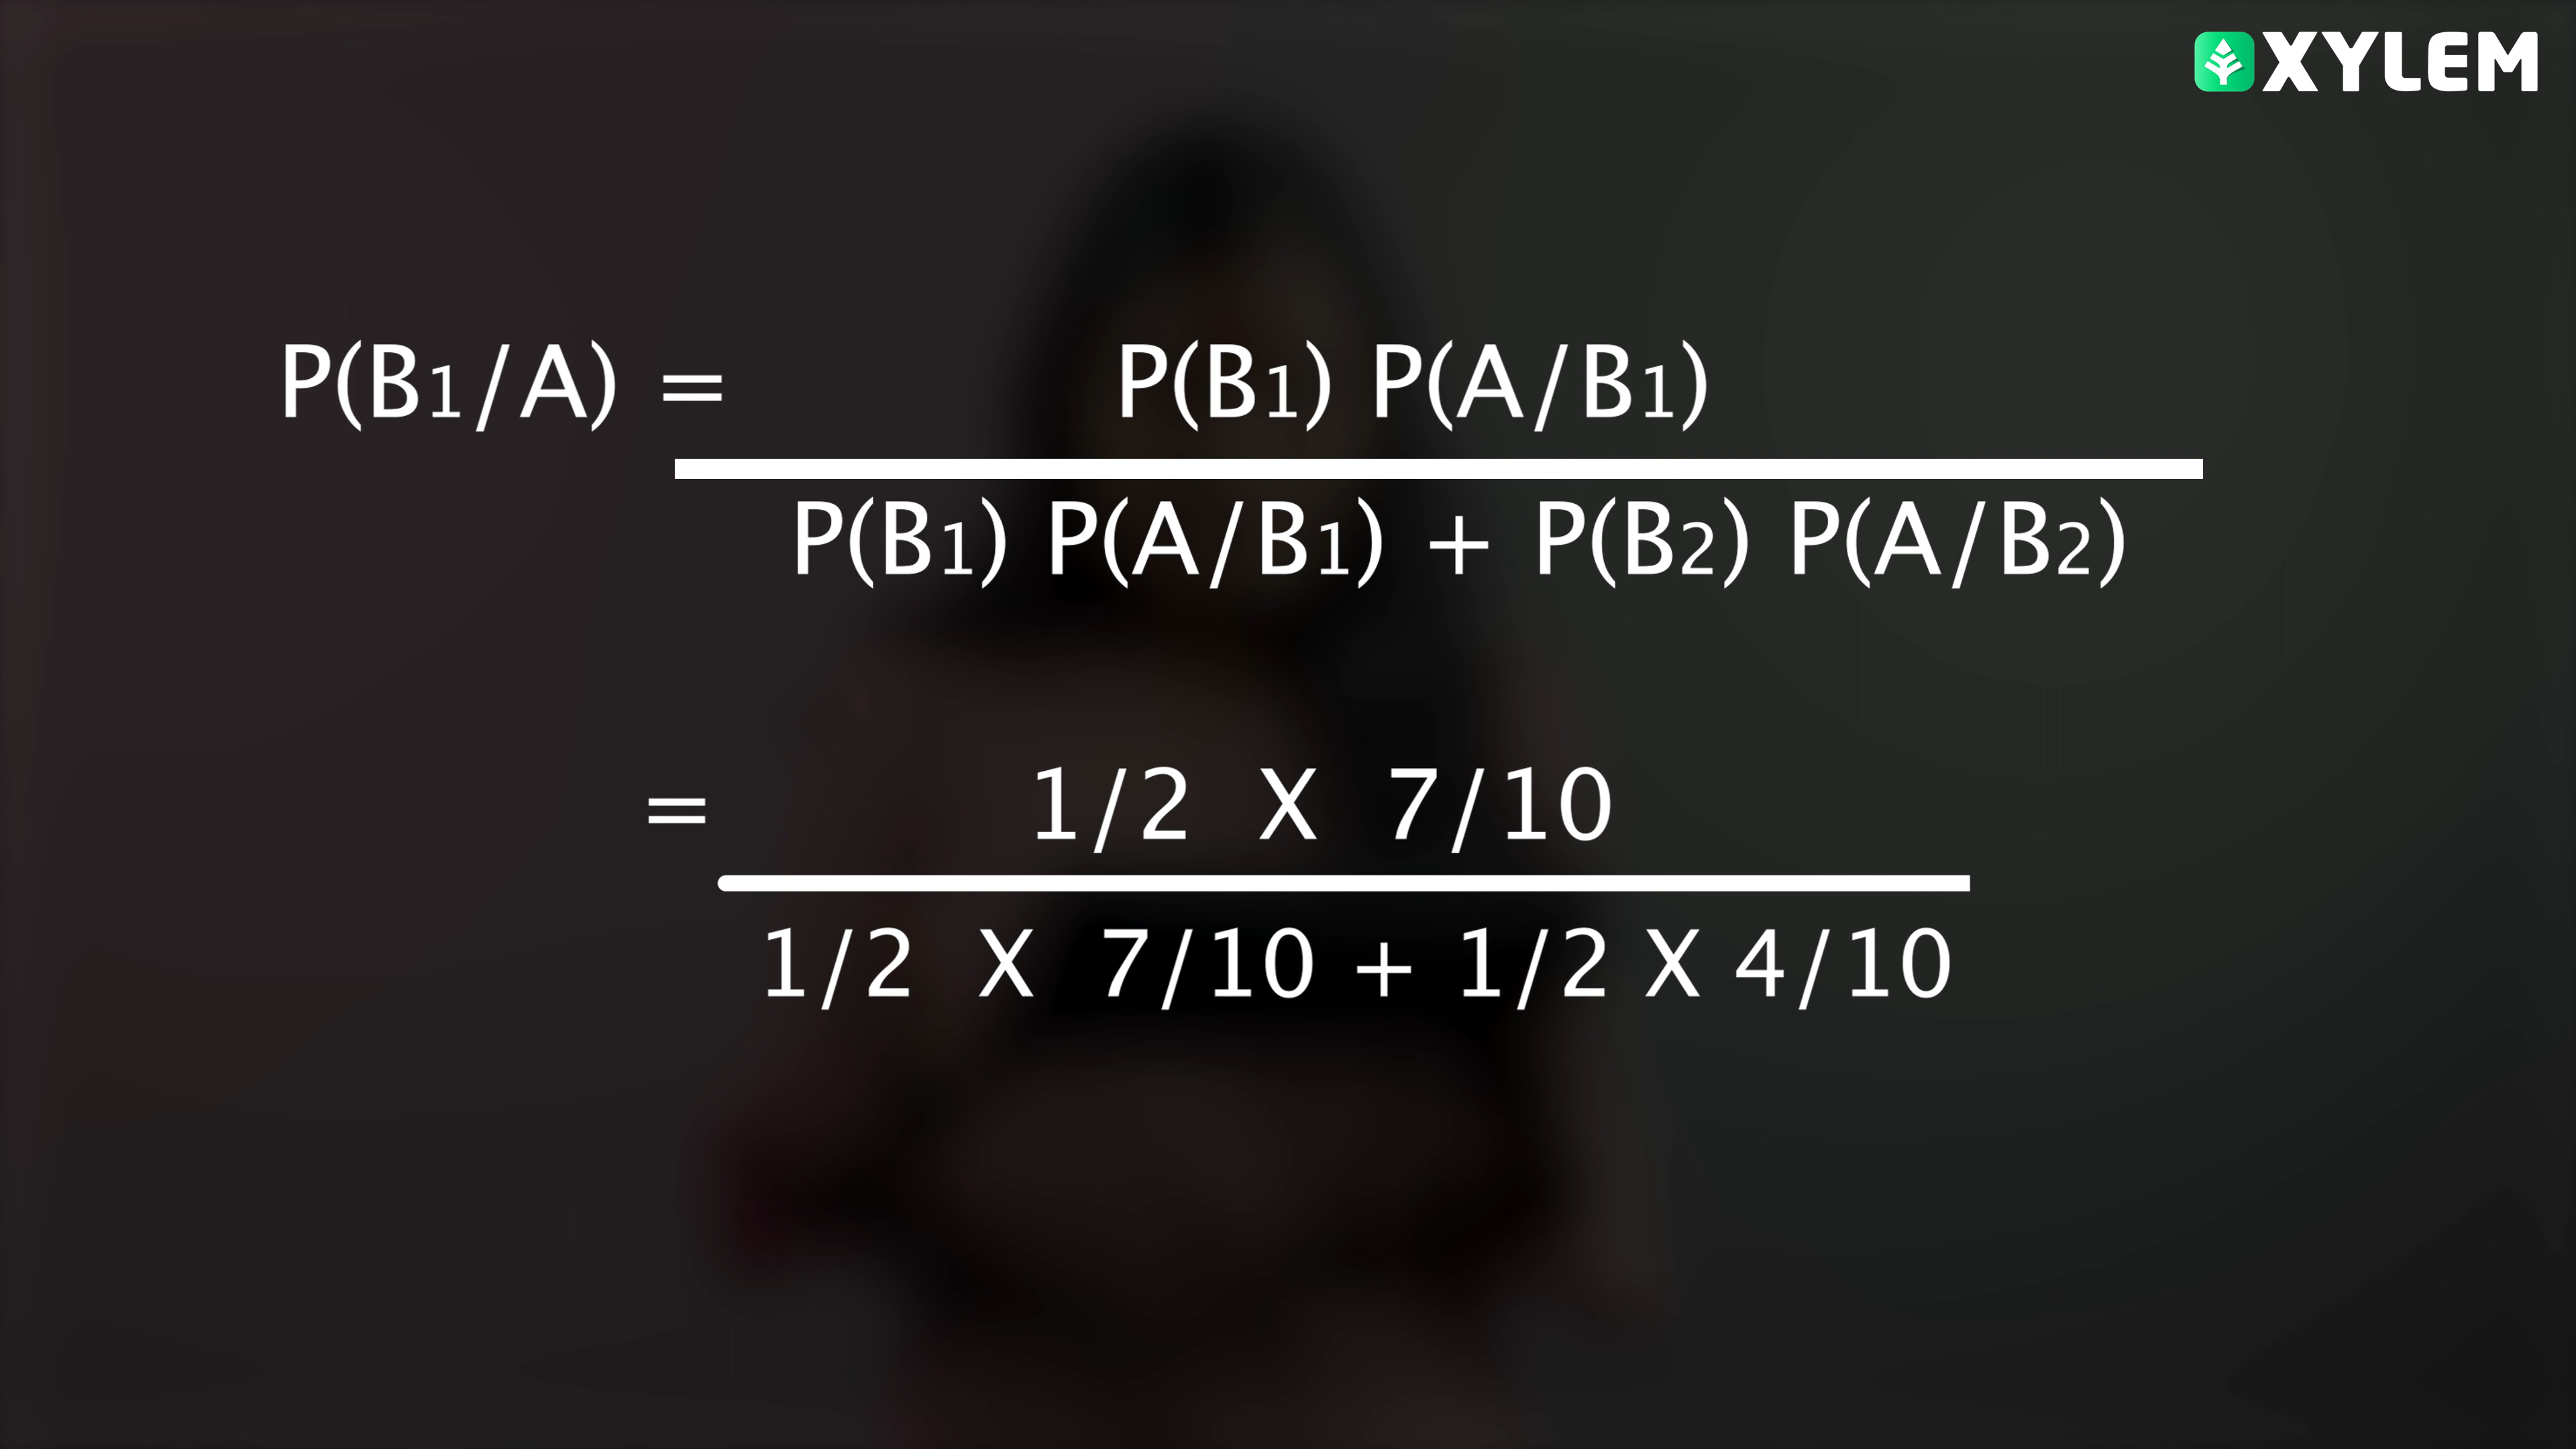 XYLEM
P(B1/A) = P(B1) P(A/B1)
P(B1) P(A/B1) + P(B2) P(A/B2)
= 1/2 X 7/10
1/2 X 7/10 + 1/2 X 4/10